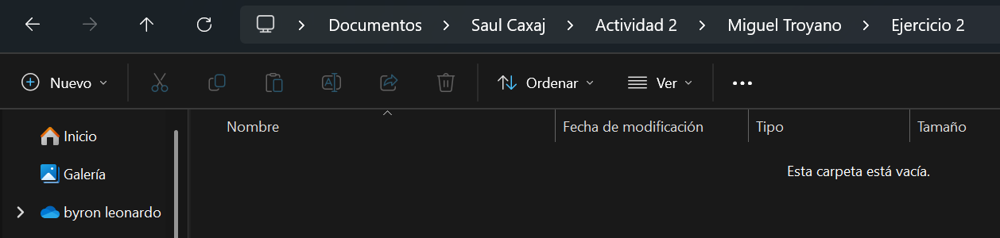 Documentos > Saul Caxaj > Actividad 2 > Miguel Troyano > Ejercicio 2
Nuevo Ordenar Ver
Nombre Fecha de modificación Tipo Tamaño
Inicio
Esta carpeta está vacía.
Galería
byron leonardo